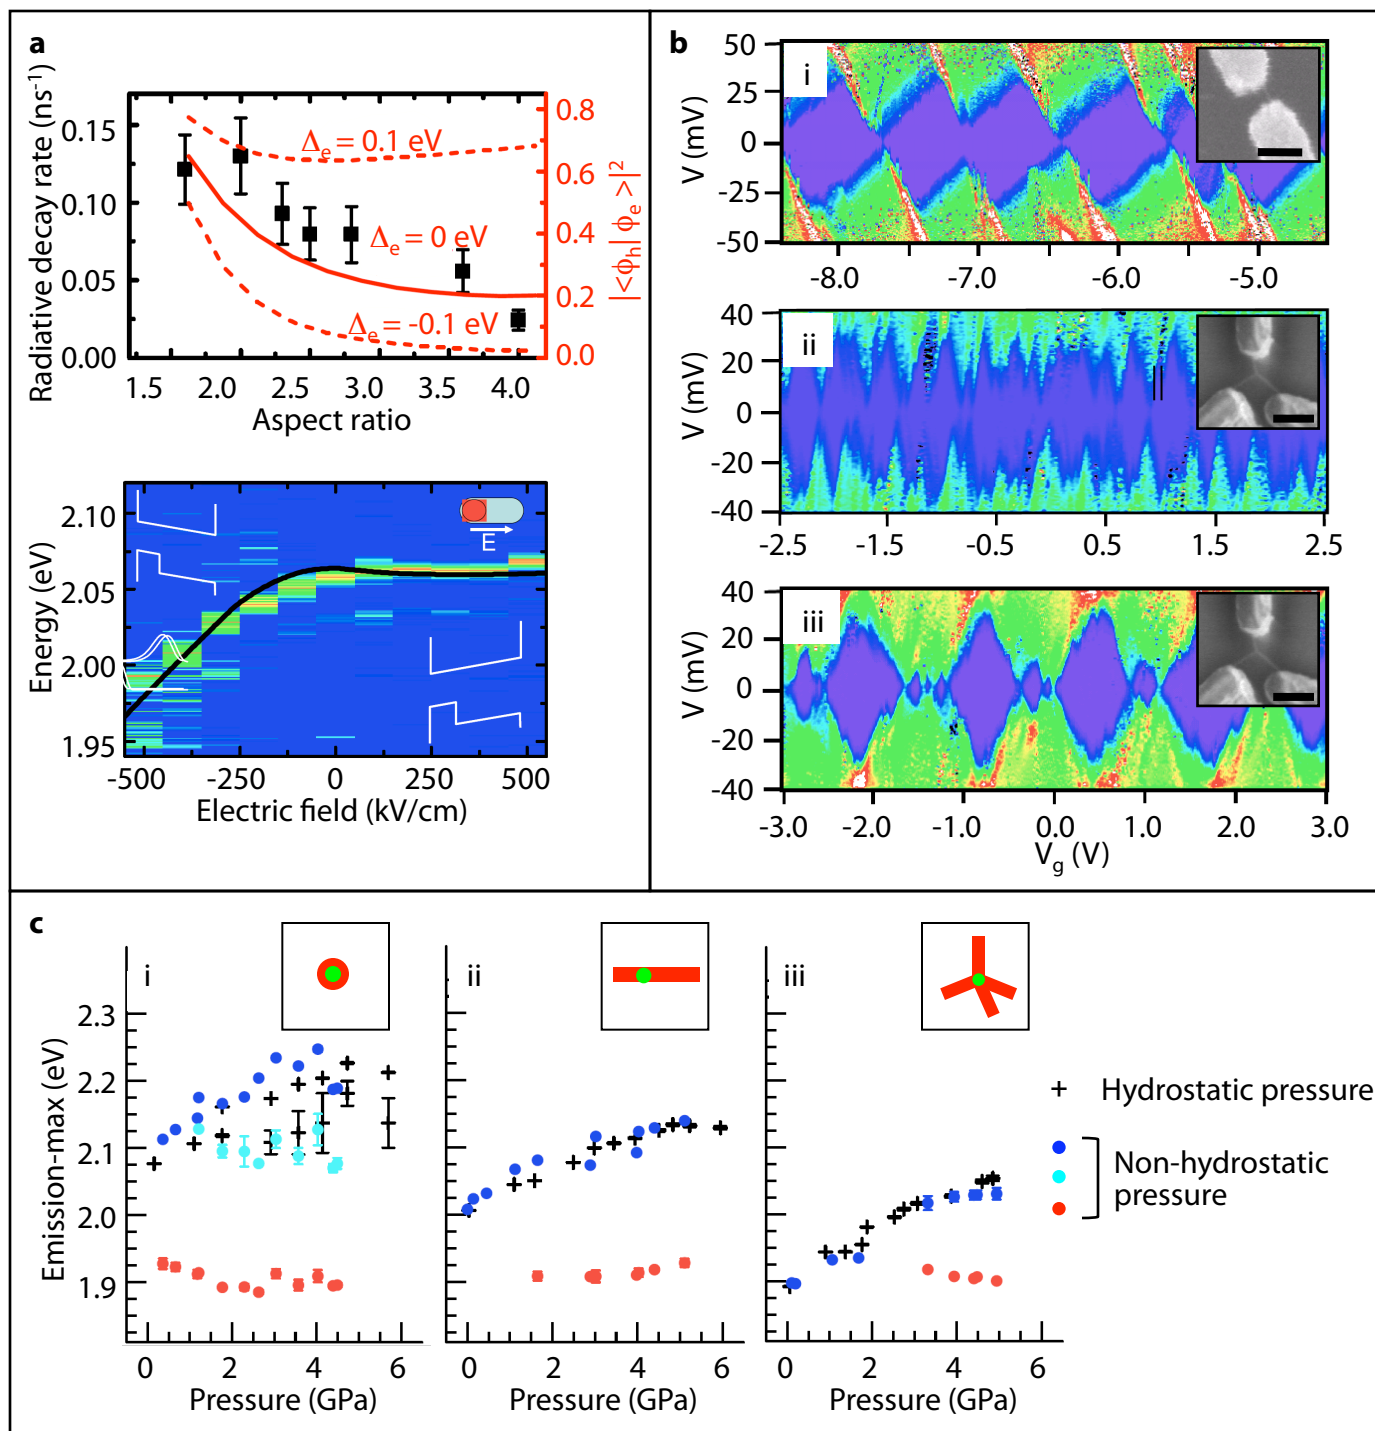 a
Radiative decay rate (ns⁻¹)
0.15
0.10
0.05
0.00
Δe = 0.1 eV
Δe = 0 eV
Δe = -0.1 eV
0.8
0.6
0.4
0.2
0.0
|<ϕh| ϕe >|²
1.5 2.0 2.5 3.0 3.5 4.0
Aspect ratio
Energy (eV)
2.10
2.05
2.00
1.95
E
-500 -250 0 250 500
Electric field (kV/cm)
b
i
V (mV)
50
25
0
-25
-50
-8.0 -7.0 -6.0 -5.0
ii
V (mV)
40
20
0
-20
-40
-2.5 -1.5 -0.5 0.5 1.5 2.5
iii
V (mV)
40
20
0
-20
-40
-3.0 -2.0 -1.0 0.0 1.0 2.0 3.0
Vg (V)
c
i
ii
iii
Emission-max (eV)
2.3
2.2
2.1
2.0
1.9
0 2 4 6
Pressure (GPa)
0 2 4 6
Pressure (GPa)
0 2 4 6
Pressure (GPa)
Hydrostatic pressure
Non-hydrostatic
pressure